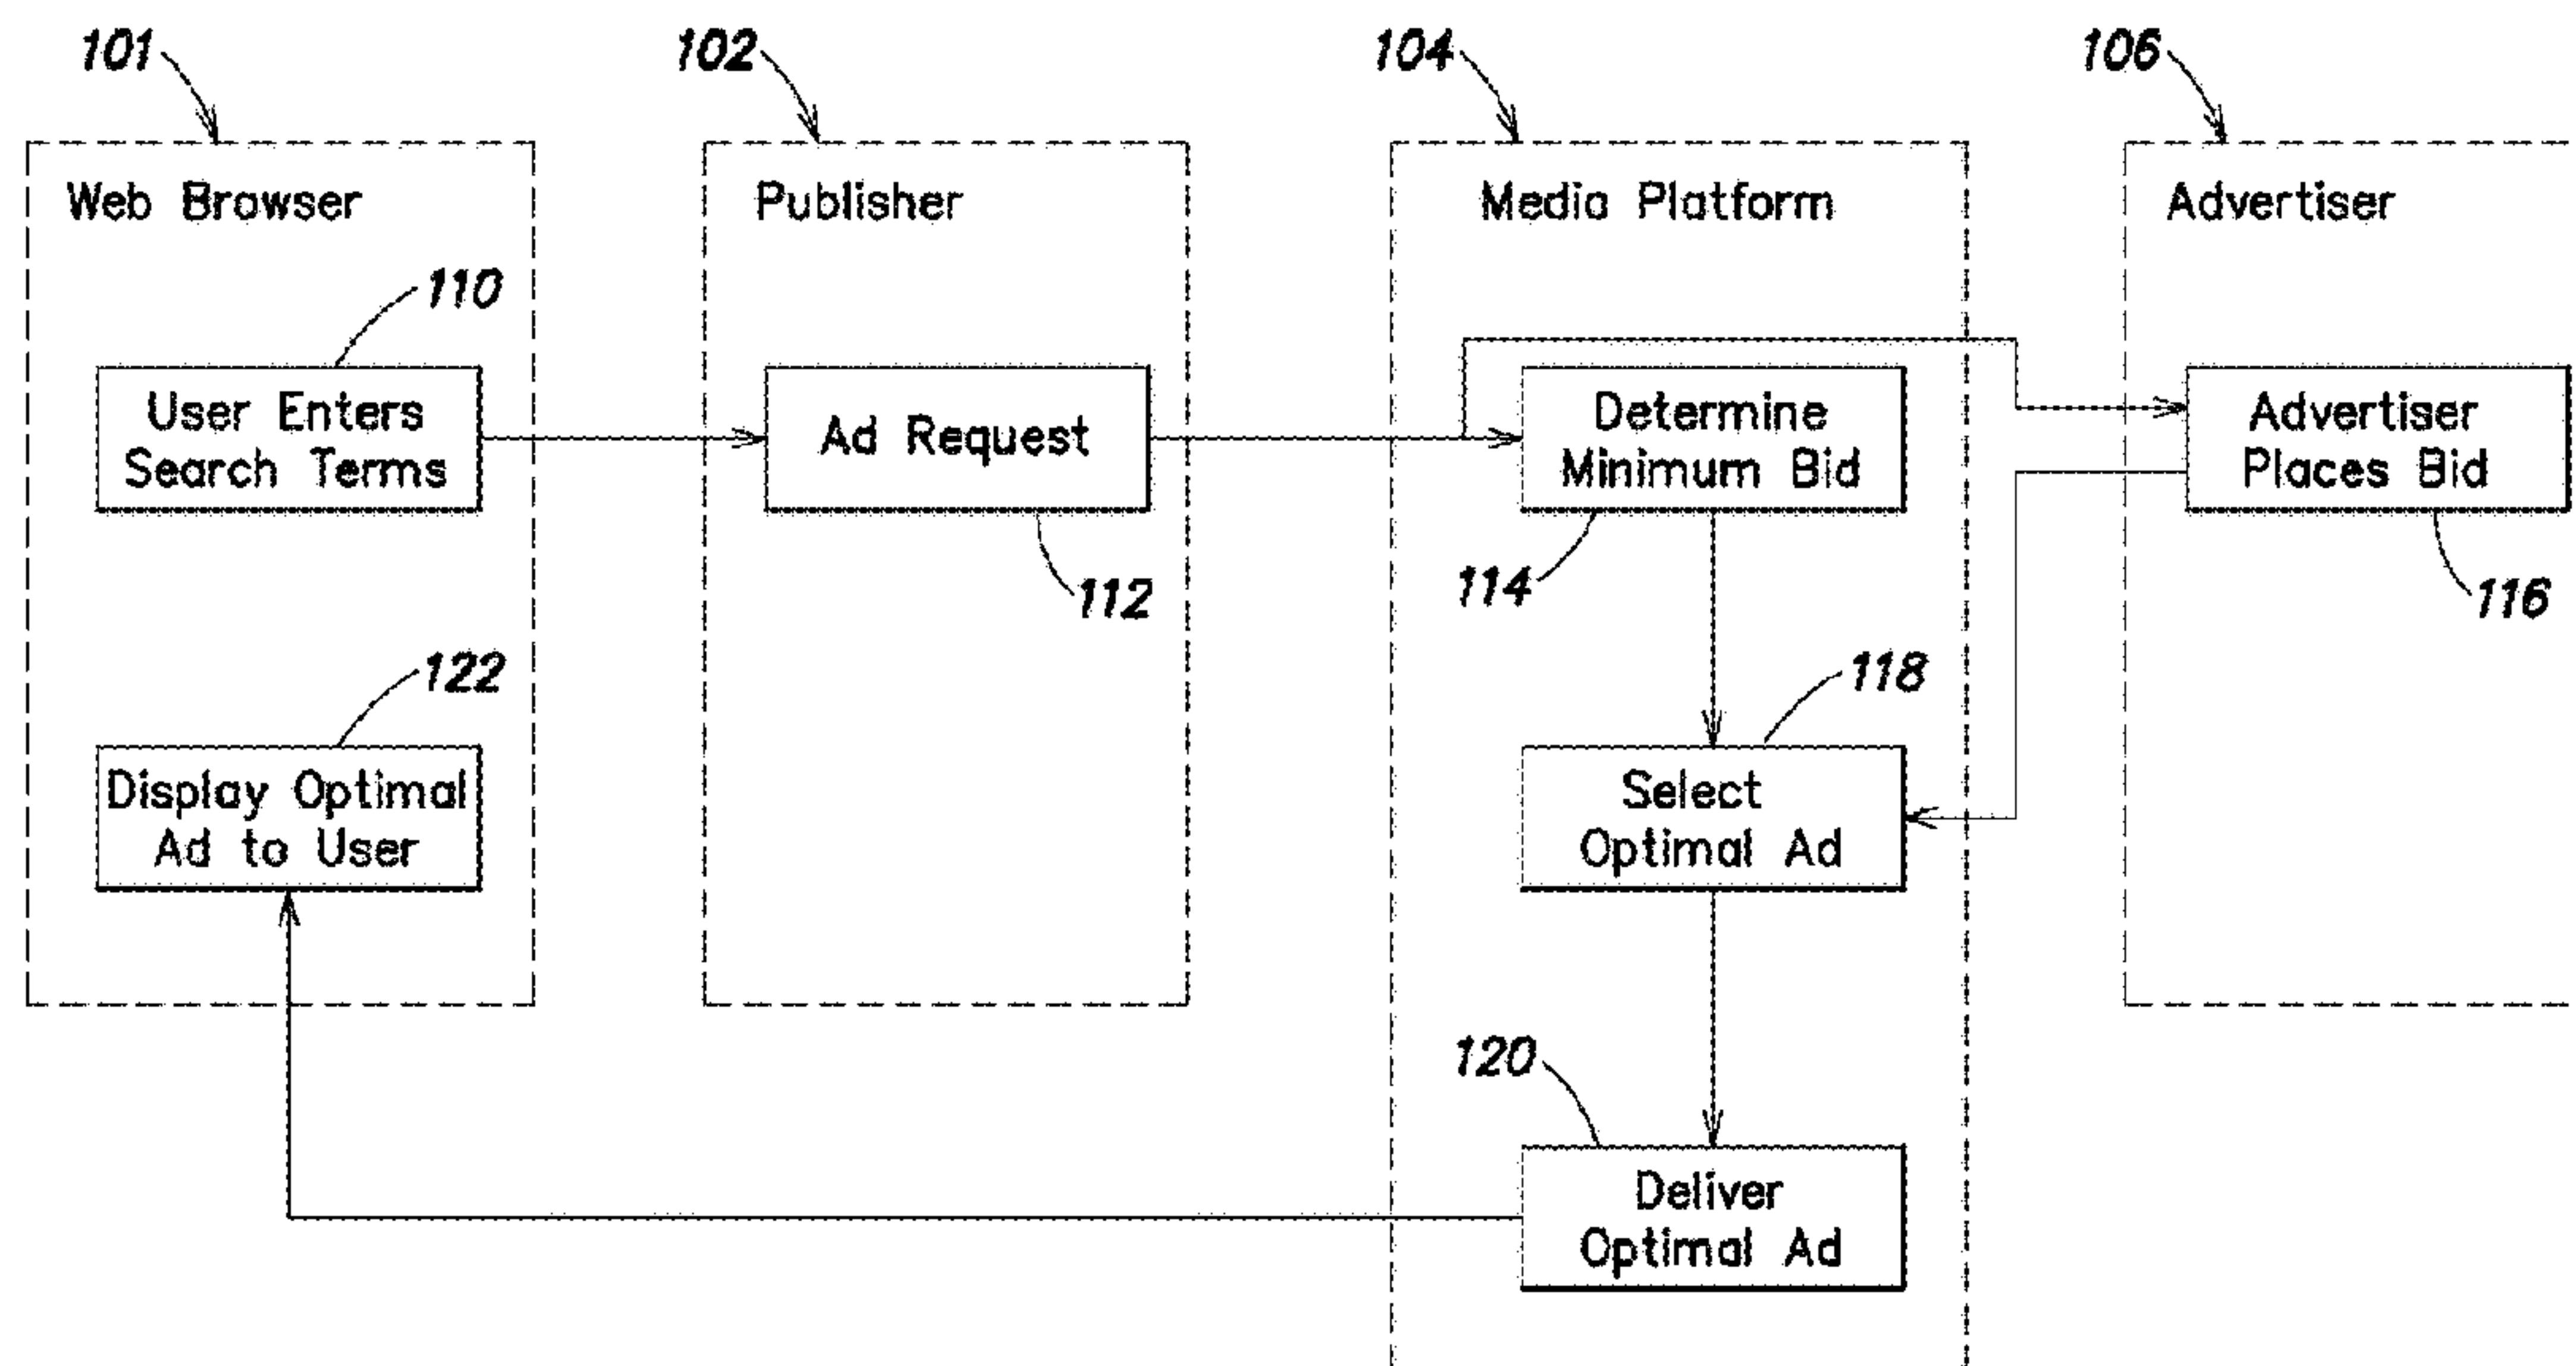 101
102
104
106
Web Browser
Publisher
Media Platform
Advertiser
110
User Enters
Search Terms
Ad Request
112
Determine
Minimum Bid
114
Advertiser
Places Bid
116
122
Display Optimal
Ad to User
118
Select
Optimal Ad
120
Deliver
Optimal Ad